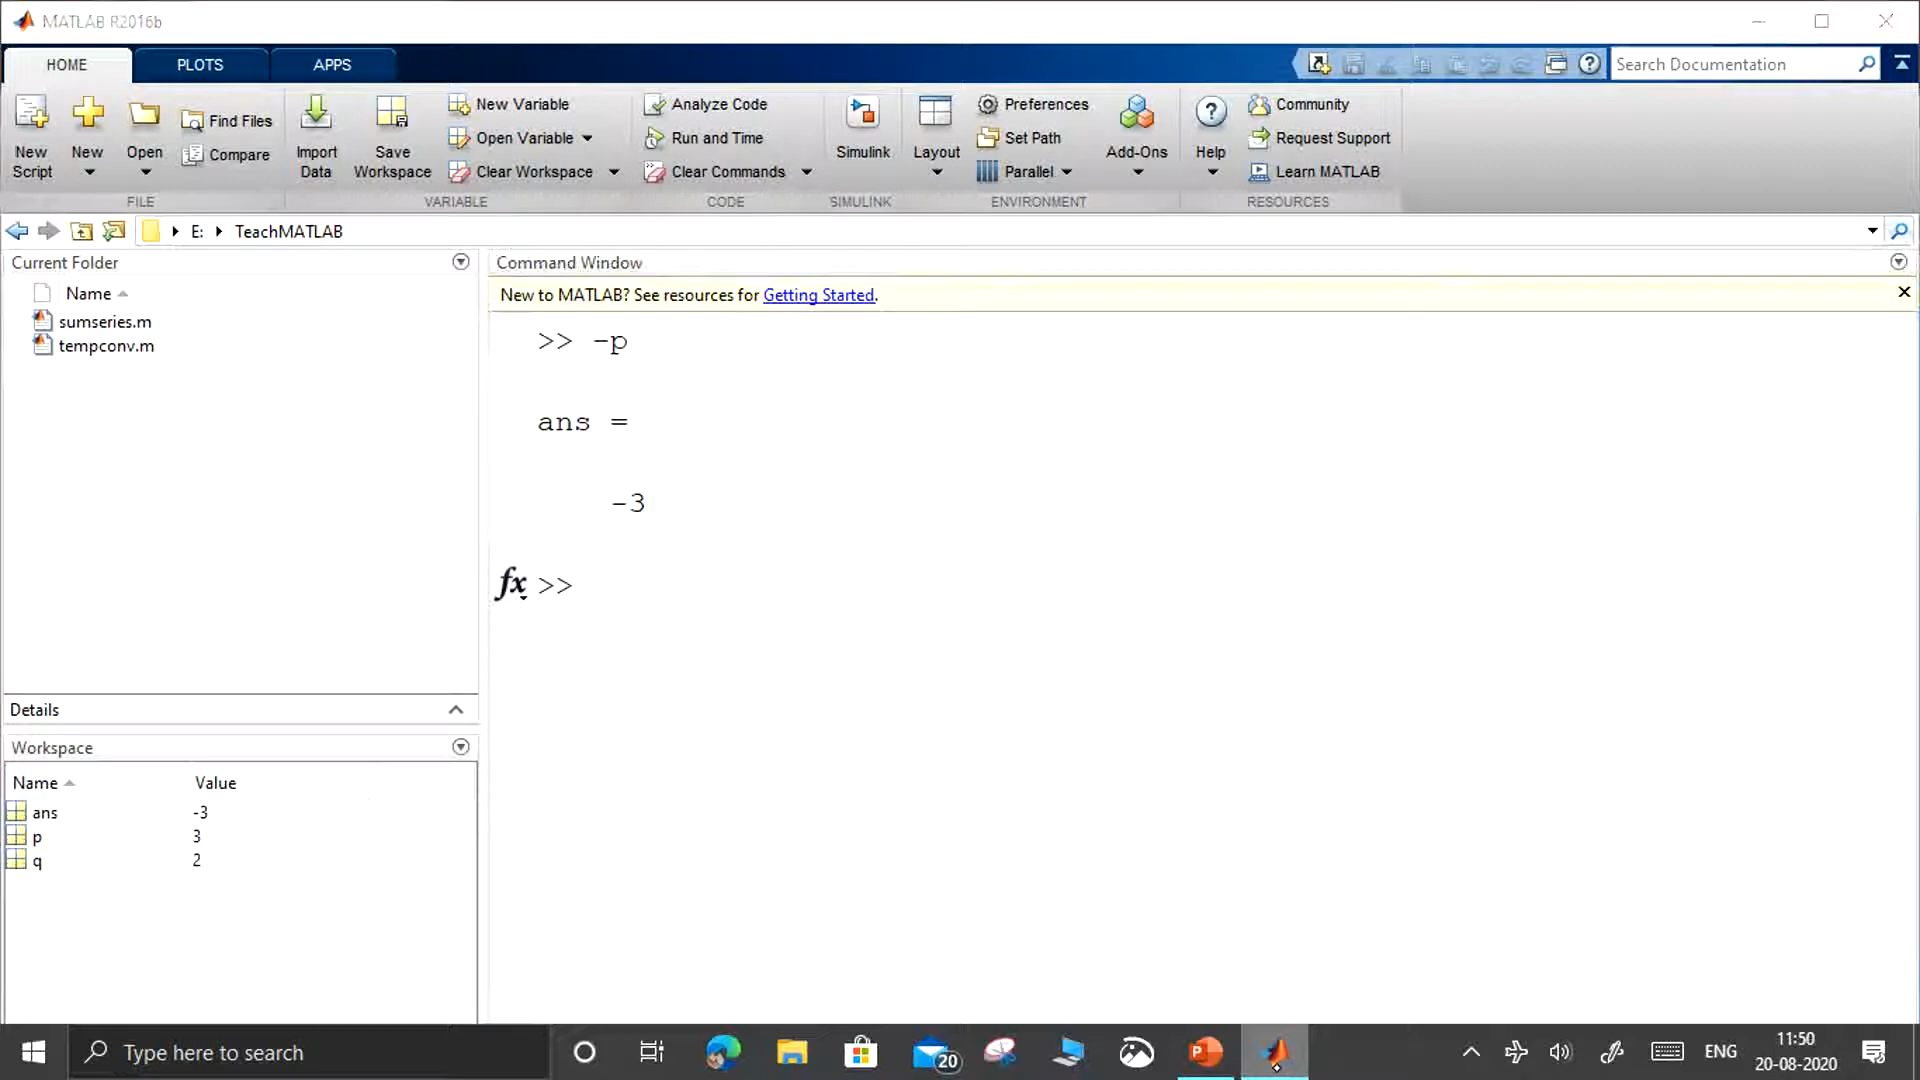 MATLAB R2016b
HOME
PLOTS
APPS
Search Documentation
New Script
New
Open
Find Files
Compare
Import Data
Save Workspace
New Variable
Open Variable
Clear Workspace
Analyze Code
Run and Time
Clear Commands
Simulink
Layout
Preferences
Set Path
Parallel
Add-Ons
Help
Community
Request Support
Learn MATLAB
FILE
VARIABLE
CODE
SIMULINK
ENVIRONMENT
RESOURCES
E:
TeachMATLAB
Current Folder
Name
sumseries.m
tempconv.m
Details
Workspace
Name Value
ans -3
p 3
q 2
Command Window
New to MATLAB? See resources for Getting Started.
>> -p
ans =
-3
fx >>
Type here to search
20
P
ENG
11:50
20-08-2020